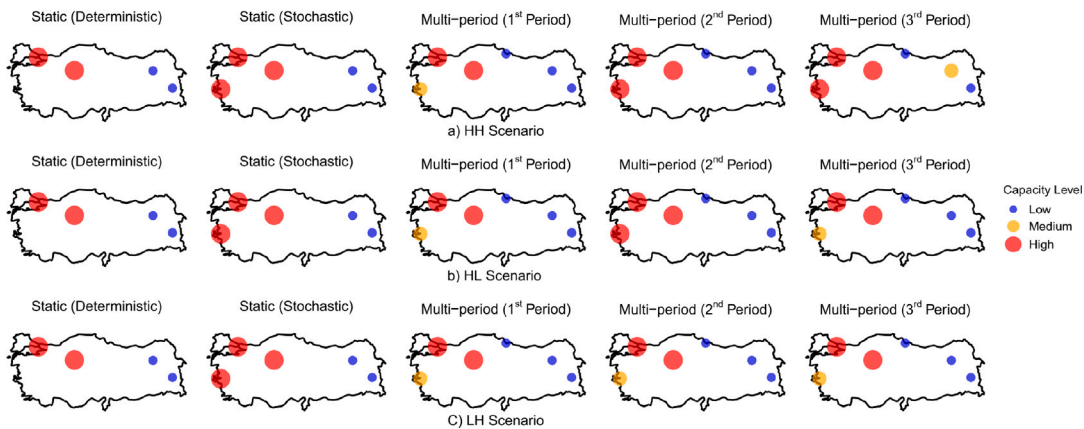 Static (Deterministic) Static (Stochastic) Multi−period (1st Period) Multi−period (2nd Period) Multi−period (3rd Period)
a) HH Scenario
Static (Deterministic) Static (Stochastic) Multi−period (1st Period) Multi−period (2nd Period) Multi−period (3rd Period)
Capacity Level
Low
Medium
High
b) HL Scenario
Static (Deterministic) Static (Stochastic) Multi−period (1st Period) Multi−period (2nd Period) Multi−period (3rd Period)
C) LH Scenario